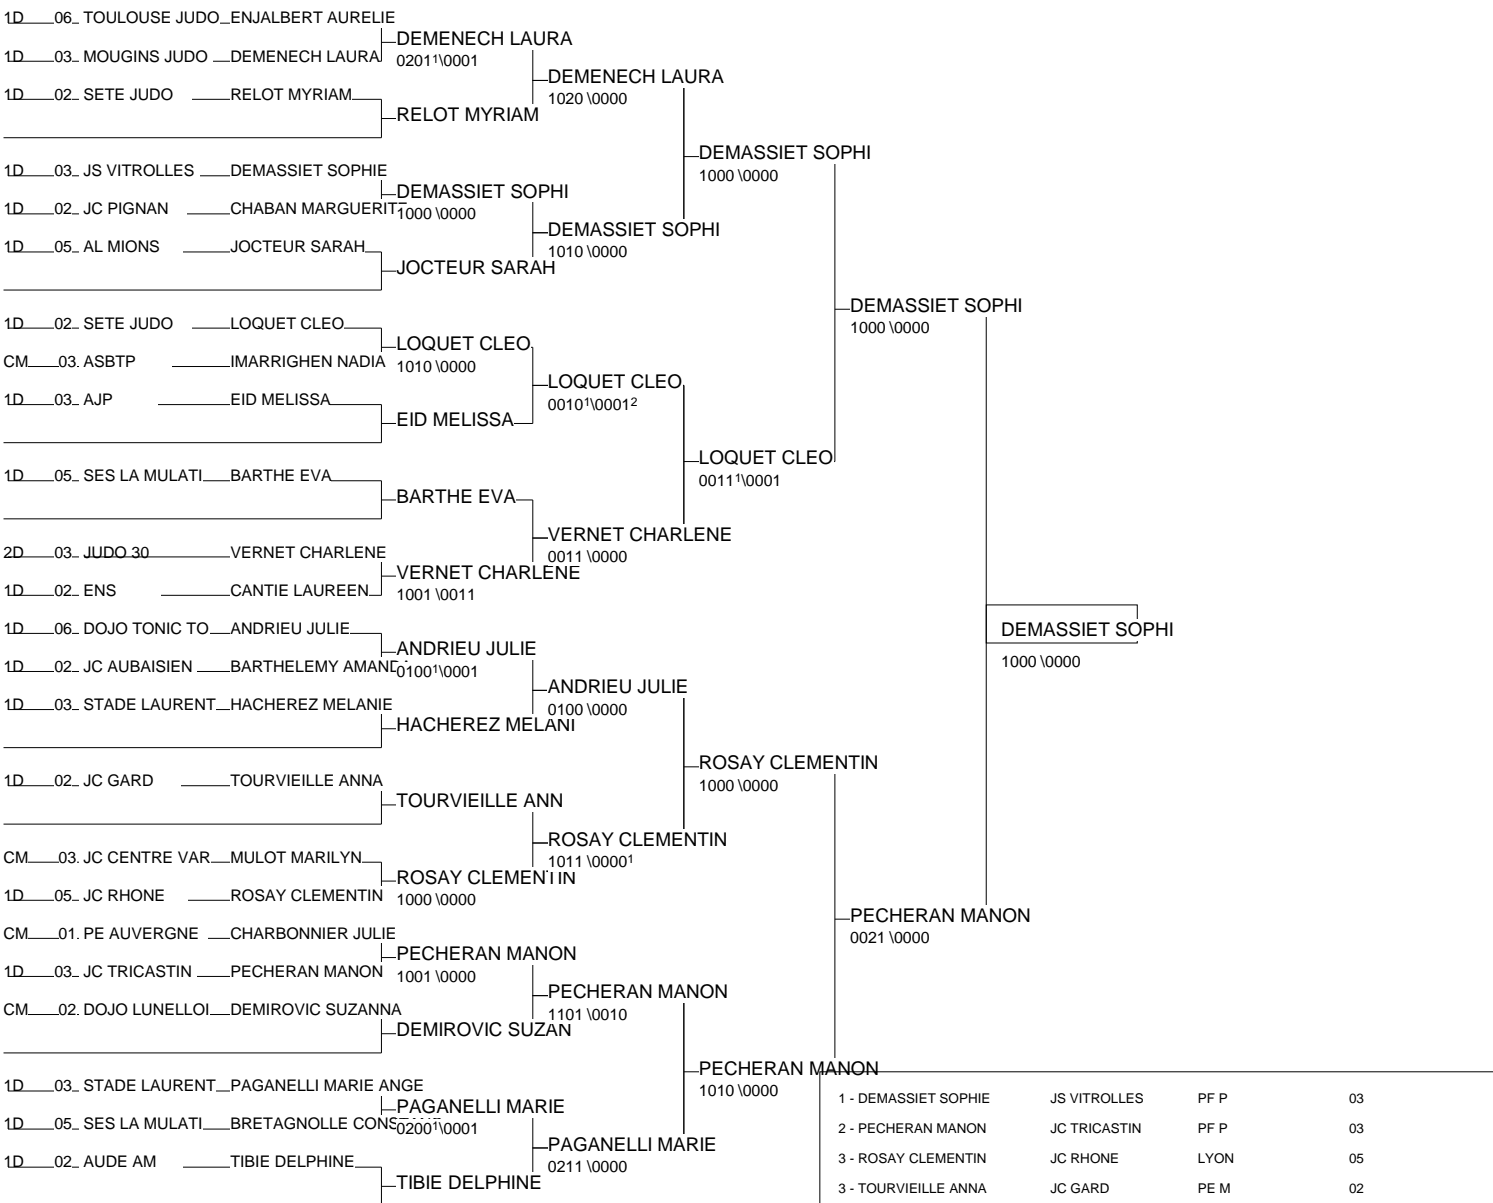 1D 06 TOULOUSE JUDO ENJALBERT AURELIE
DEMENECH LAURA
0201¹\0001
1D 03 MOUGINS JUDO DEMENECH LAURA
DEMENECH LAURA
1020 \0000
1D 02 SETE JUDO RELOT MYRIAM
RELOT MYRIAM
DEMASSIET SOPHI
1000 \0000
1D 03 JS VITROLLES DEMASSIET SOPHIE
DEMASSIET SOPHI
1000 \0000
1D 02 JC PIGNAN CHABAN MARGUERITE
DEMASSIET SOPHI
1010 \0000
1D 05 AL MIONS JOCTEUR SARAH
JOCTEUR SARAH
DEMASSIET SOPHI
1000 \0000
1D 02 SETE JUDO LOQUET CLEO
LOQUET CLEO
1010 \0000
CM 03. ASBTP IMARRIGHEN NADIA
LOQUET CLEO
0010¹\0001²
1D 03 AJP EID MELISSA
EID MELISSA
LOQUET CLEO
0011¹\0001
1D 05 SES LA MULATI BARTHE EVA
BARTHE EVA
VERNET CHARLENE
0011 \0000
2D 03 JUDO 30 VERNET CHARLENE
VERNET CHARLENE
1001 \0011
1D 02 ENS CANTIE LAUREEN
DEMASSIET SOPHI
1000 \0000
1D 06 DOJO TONIC TO ANDRIEU JULIE
ANDRIEU JULIE
0100¹\0001
1D 02 JC AUBAISIEN BARTHELEMY AMAND
ANDRIEU JULIE
0100 \0000
1D 03 STADE LAURENT HACHEREZ MELANIE
HACHEREZ MELANI
ROSAY CLEMENTIN
1000 \0000
1D 02 JC GARD TOURVIEILLE ANNA
TOURVIEILLE ANN
ROSAY CLEMENTIN
1011 \0000¹
CM 03. JC CENTRE VAR MULOT MARILYN
ROSAY CLEMENTIN
1000 \0000
1D 05 JC RHONE ROSAY CLEMENTIN
PECHERAN MANON
0021 \0000
CM 01. PE AUVERGNE CHARBONNIER JULIE
PECHERAN MANON
1001 \0000
1D 03 JC TRICASTIN PECHERAN MANON
PECHERAN MANON
1101 \0010
CM 02. DOJO LUNELLOI DEMIROVIC SUZANNA
DEMIROVIC SUZAN
PECHERAN MANON
1010 \0000
1D 03 STADE LAURENT PAGANELLI MARIE ANGE
PAGANELLI MARIE
0200¹\0001
1D 05 SES LA MULATI BRETAGNOLLE
PAGANELLI MARIE
0211 \0000
1D 02 AUDE AM TIBIE DELPHINE
TIBIE DELPHINE
1 - DEMASSIET SOPHIE JS VITROLLES PF P 03
2 - PECHERAN MANON JC TRICASTIN PF P 03
3 - ROSAY CLEMENTIN JC RHONE LYON 05
3 - TOURVIEILLE ANNA JC GARD PE M 02